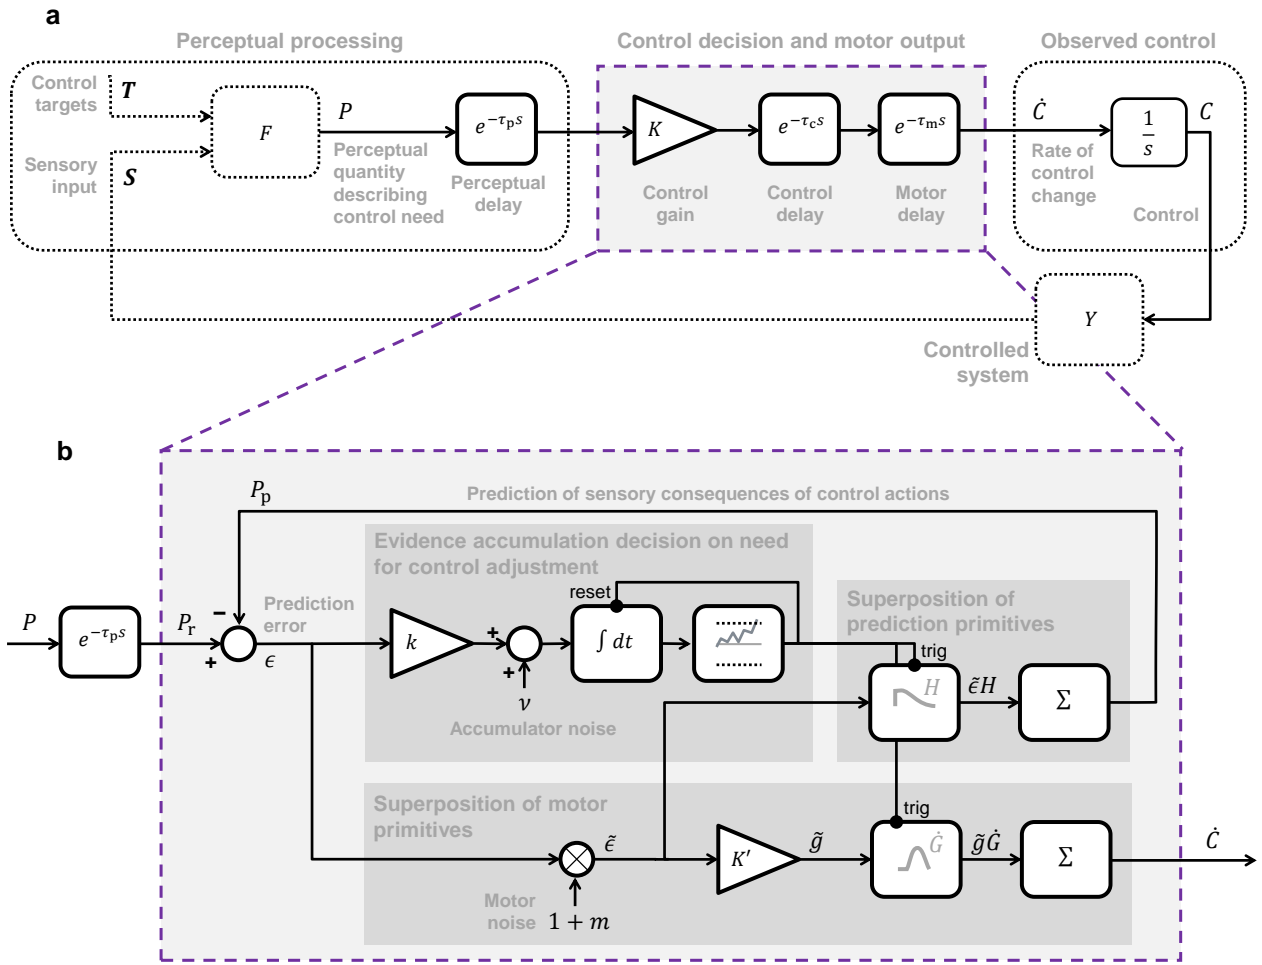 a
Perceptual processing
Control decision and motor output
Observed control
Control
targets
T
Sensory
input
S
F
P
Perceptual
quantity
describing
control need
e^{−τ_p s}
Perceptual
delay
K
Control
gain
e^{−τ_c s}
Control
delay
e^{−τ_m s}
Motor
delay
Ċ
Rate of
control
change
1
s
C
Control
Y
Controlled
system
b
P_p
Prediction of sensory consequences of control actions
Evidence accumulation decision on need
for control adjustment
P
e^{−τ_p s}
P_r
−
+
Prediction
error
ϵ
k
+
+
ν
Accumulator noise
reset
∫ dt
Superposition of
prediction primitives
trig
H
ϵ̃H
Σ
Superposition of motor
primitives
ϵ̃
Motor
noise
1 + m
K′
g̃
trig
Ġ
g̃Ġ
Σ
Ċ